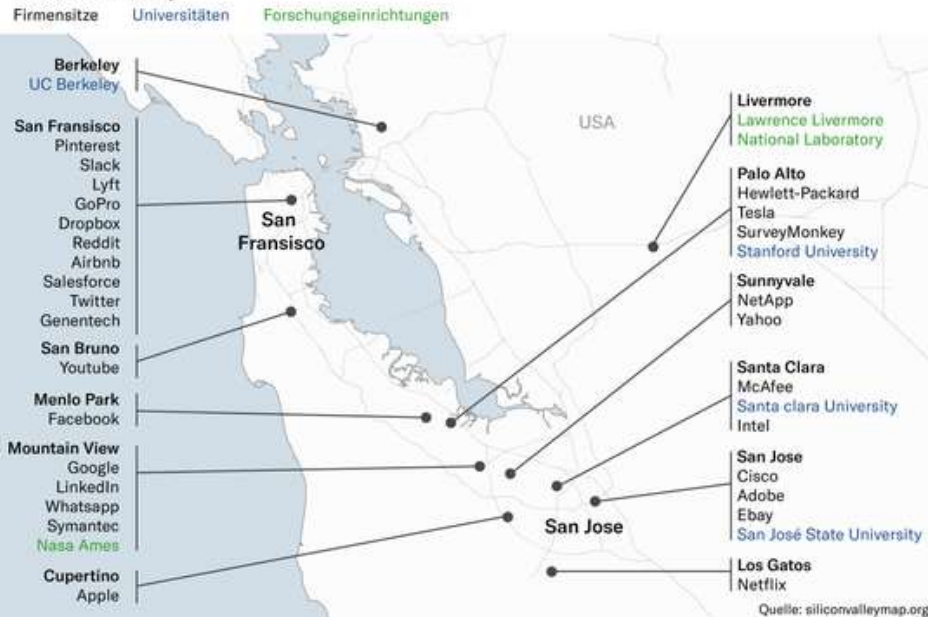 Firmensitze Universitäten Forschungseinrichtungen
Berkeley
UC Berkeley
San Fransisco
Pinterest
Slack
Lyft
GoPro
Dropbox
Reddit
Airbnb
Salesforce
Twitter
Genentech
San Bruno
Youtube
Menlo Park
Facebook
Mountain View
Google
LinkedIn
Whatsapp
Symantec
Nasa Ames
Cupertino
Apple
San
Fransisco
USA
San Jose
Livermore
Lawrence Livermore
National Laboratory
Palo Alto
Hewlett-Packard
Tesla
SurveyMonkey
Stanford University
Sunnyvale
NetApp
Yahoo
Santa Clara
McAfee
Santa clara University
Intel
San Jose
Cisco
Adobe
Ebay
San José State University
Los Gatos
Netflix
Quelle: siliconvalleymap.org